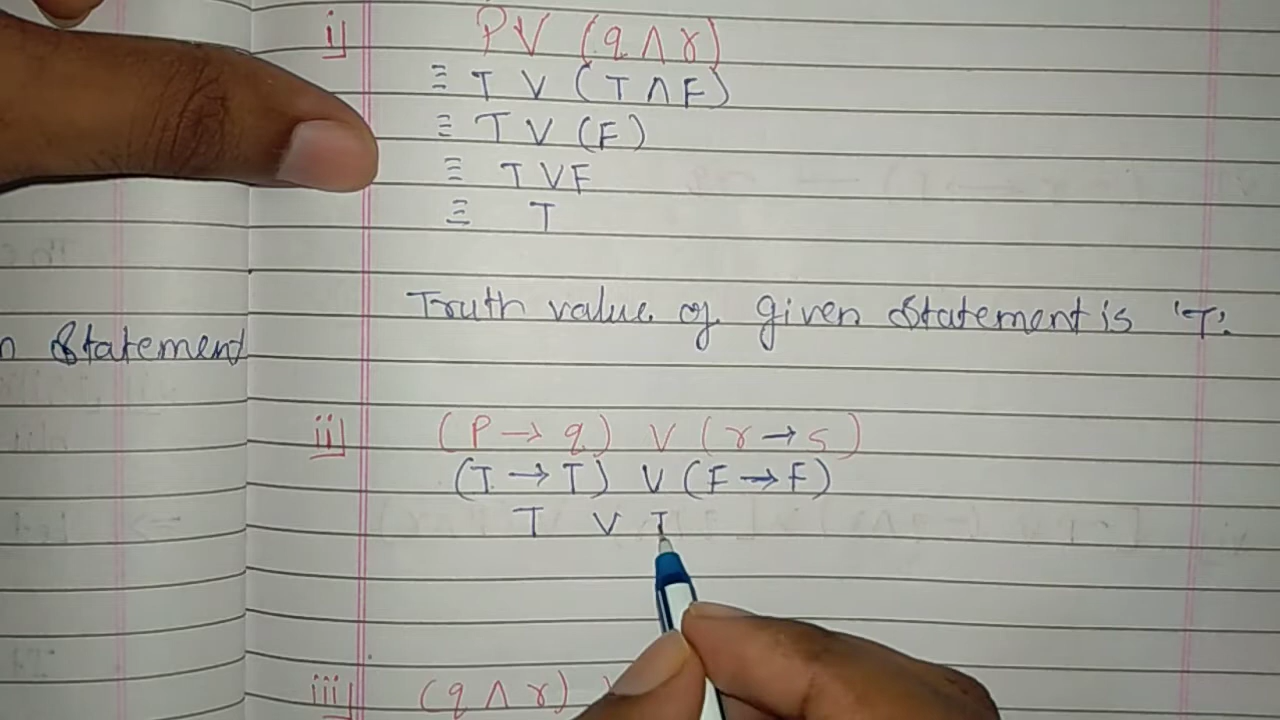 i] P V (q ∧ r)
≡ T V (T ∧ F)
≡ T V (F)
≡ T V F
≡ T
Truth value of given statement is 'T'.
n statement
ii] (P → q) V (r → s)
(T → T) V (F → F)
T V T
iii] (q ∧ r)